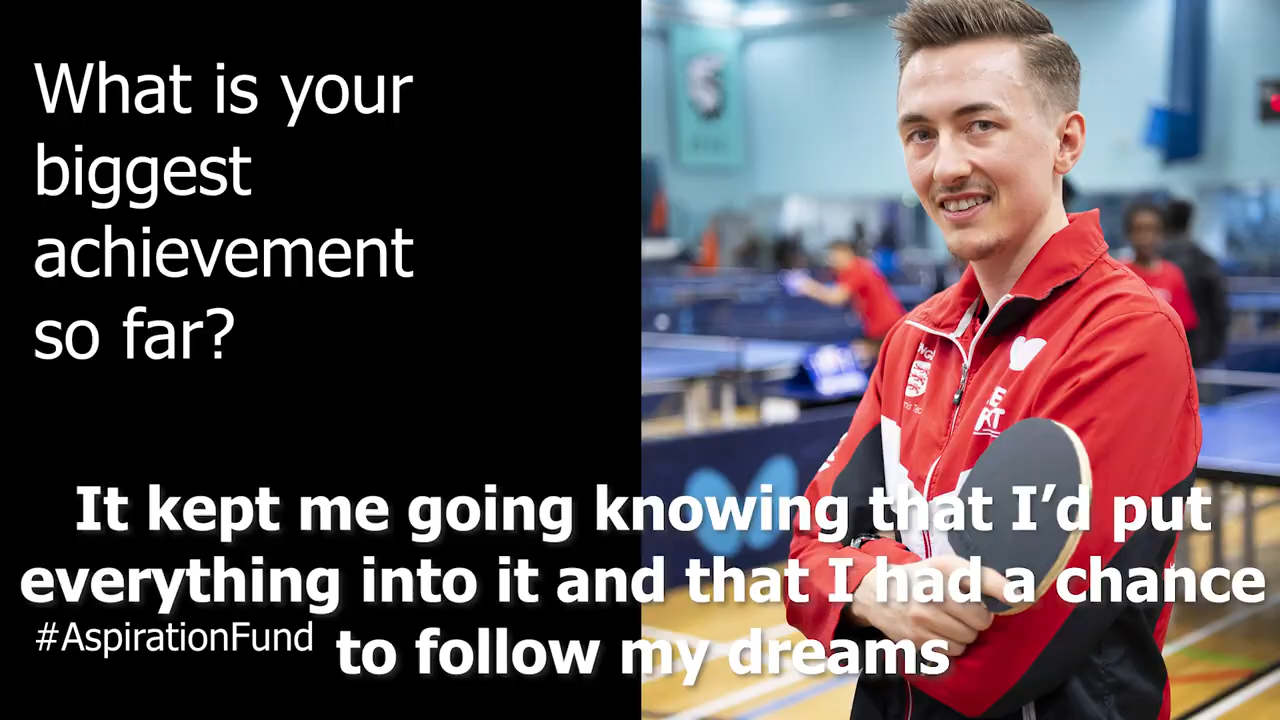 What is your
biggest
achievement
so far?
It kept me going knowing that I’d put
everything into it and that I had a chance
to follow my dreams
#AspirationFund